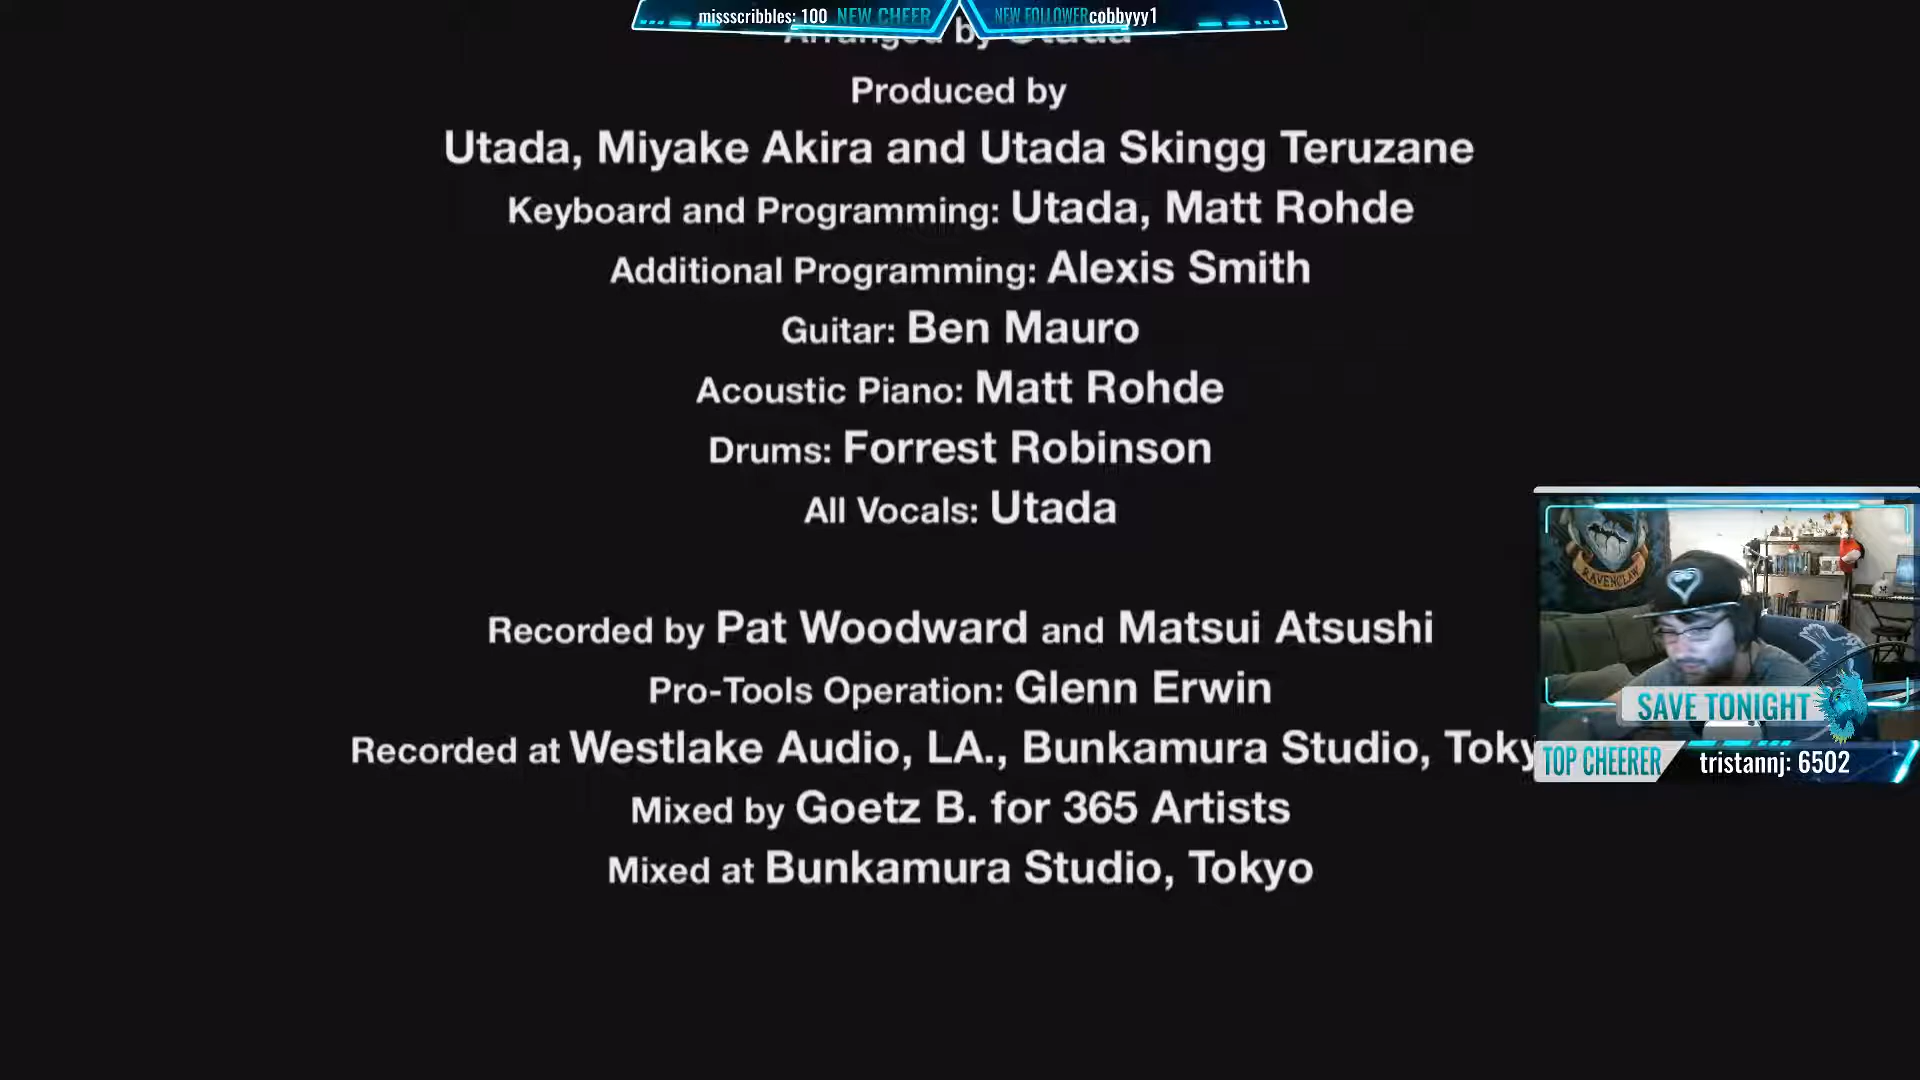 missscribbles: 100 NEW CHEER NEW FOLLOWER cobbyyy1
Arranged by Utada
Produced by
Utada, Miyake Akira and Utada Skingg Teruzane
Keyboard and Programming: Utada, Matt Rohde
Additional Programming: Alexis Smith
Guitar: Ben Mauro
Acoustic Piano: Matt Rohde
Drums: Forrest Robinson
All Vocals: Utada
Recorded by Pat Woodward and Matsui Atsushi
Pro-Tools Operation: Glenn Erwin
Recorded at Westlake Audio, LA., Bunkamura Studio, Toky
Mixed by Goetz B. for 365 Artists
Mixed at Bunkamura Studio, Tokyo
RAVENCLAW
SAVE TONIGHT
TOP CHEERER tristannj: 6502